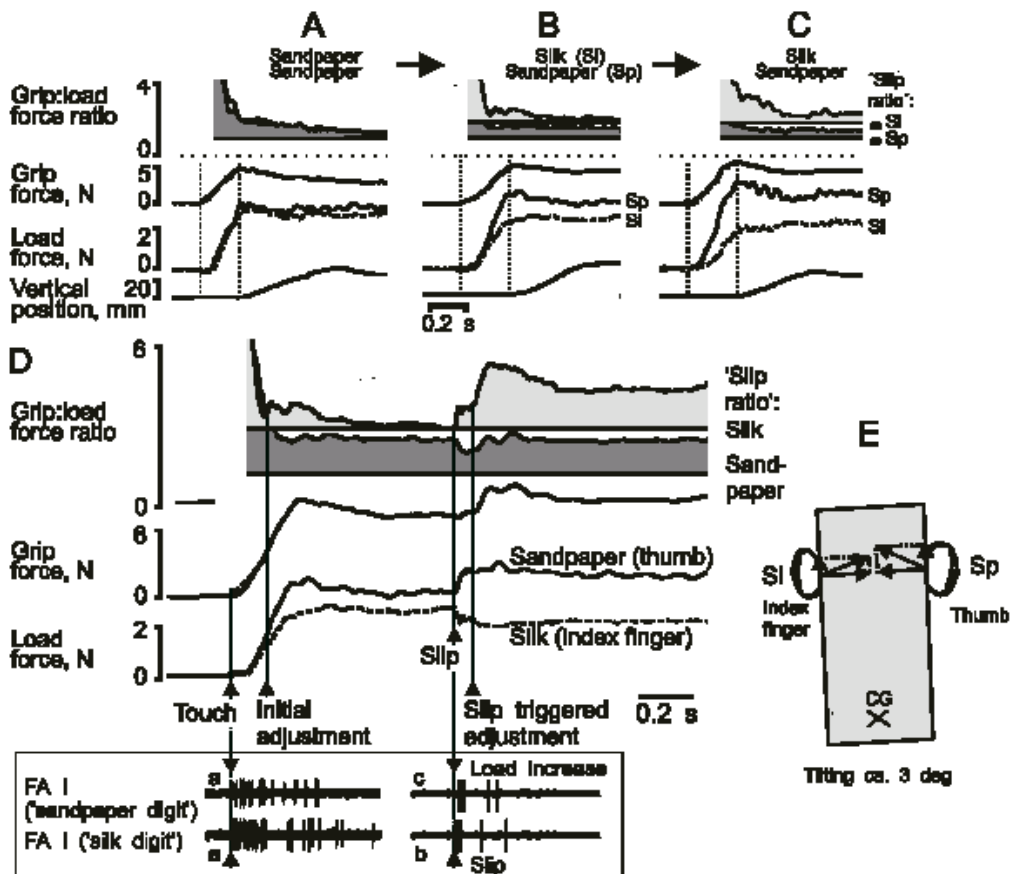 A
B
C
Sandpaper
Sandpaper
Silk (Sl)
Sandpaper (Sp)
Silk
Sandpaper
Grip:load
force ratio
4
0
'Slip
ratio':
Sl
Sp
Grip
force, N
5
0
Load
force, N
2
0
Sp
Sl
Sp
Sl
Vertical
position, mm
20
0.2 s
D
6
Grip:load
force ratio
0
'Slip
ratio':
Silk
Sand-
paper
E
Grip
force, N
6
0
Sandpaper (thumb)
Load
force, N
2
0
Silk (index finger)
Slip
Touch
Initial
adjustment
Slip triggered
adjustment
0.2 s
Sl
Index
finger
Sp
Thumb
CG
Tilting ca. 3 deg
FA I
('sandpaper digit')
a
c
Load increase
FA I ('silk digit')
a
b
Slip